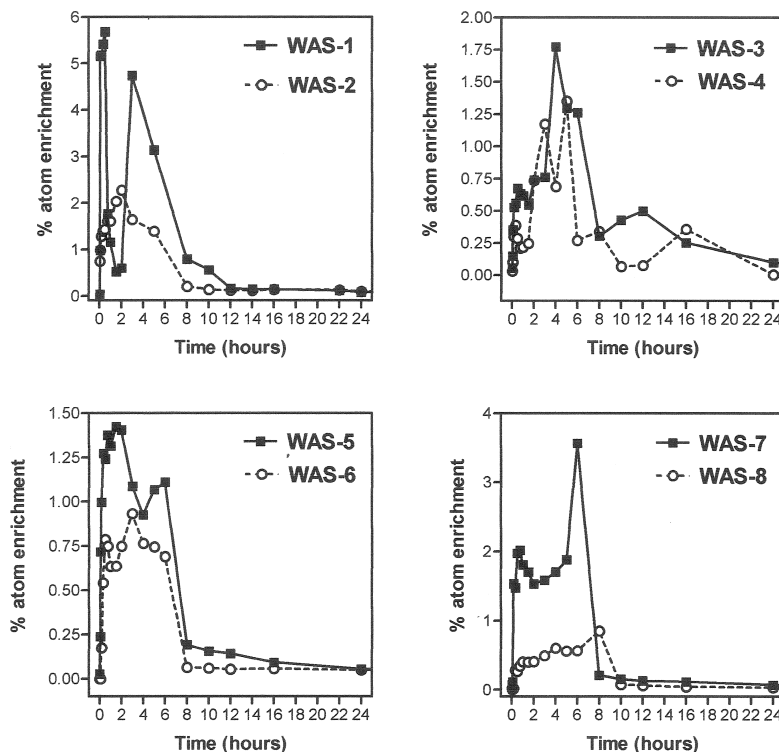 6
5
4
3
2
1
0
% atom enrichment
WAS-1
WAS-2
0 2 4 6 8 10 12 14 16 18 20 22 24
Time (hours)
2.00
1.75
1.50
1.25
1.00
0.75
0.50
0.25
0.00
% atom enrichment
WAS-3
WAS-4
0 2 4 6 8 10 12 14 16 18 20 22 24
Time (hours)
1.50
1.25
1.00
0.75
0.50
0.25
0.00
% atom enrichment
WAS-5
WAS-6
0 2 4 6 8 10 12 14 16 18 20 22 24
Time (hours)
4
3
2
1
0
% atom enrichment
WAS-7
WAS-8
0 2 4 6 8 10 12 14 16 18 20 22 24
Time (hours)